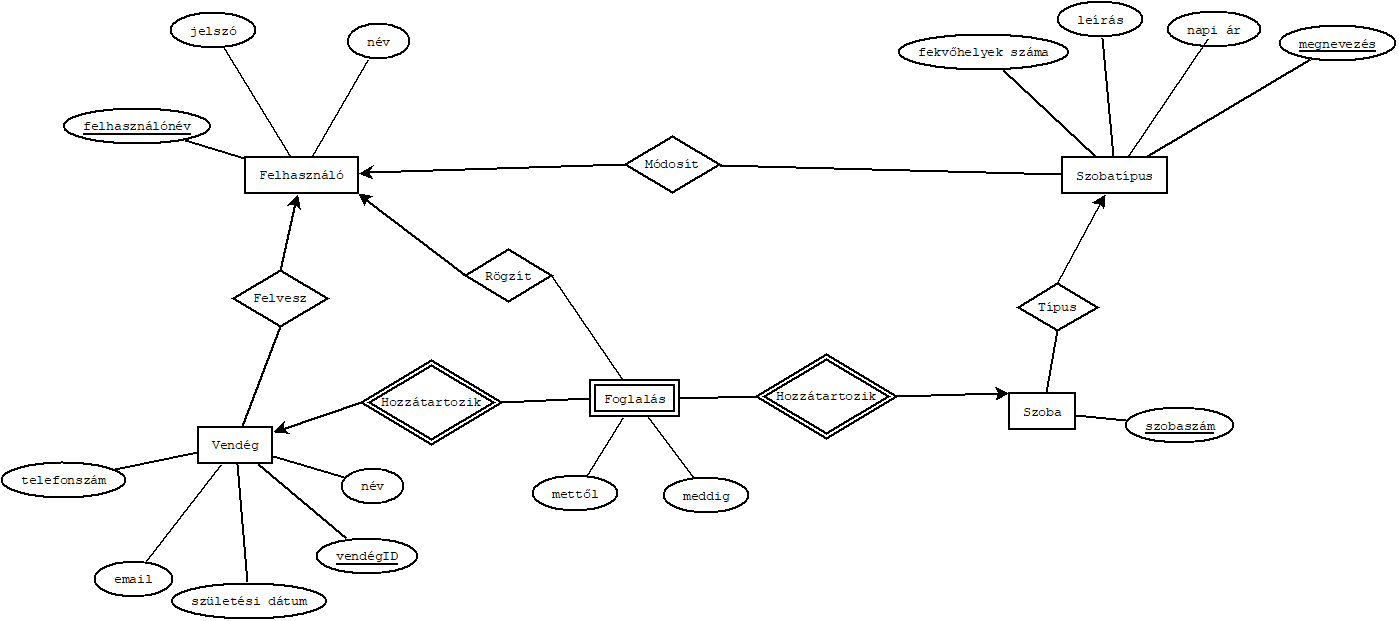 leírás
jelszó
napi ár
név
megnevezés
fekvőhelyek száma
felhasználónév
Módosít
Felhasználó
Szobatípus
Rögzít
Felvesz
Típus
Hozzátartozik
Foglalás
Hozzátartozik
Szoba
szobaszám
Vendég
telefonszám
név
mettől
meddig
vendégID
email
születési dátum